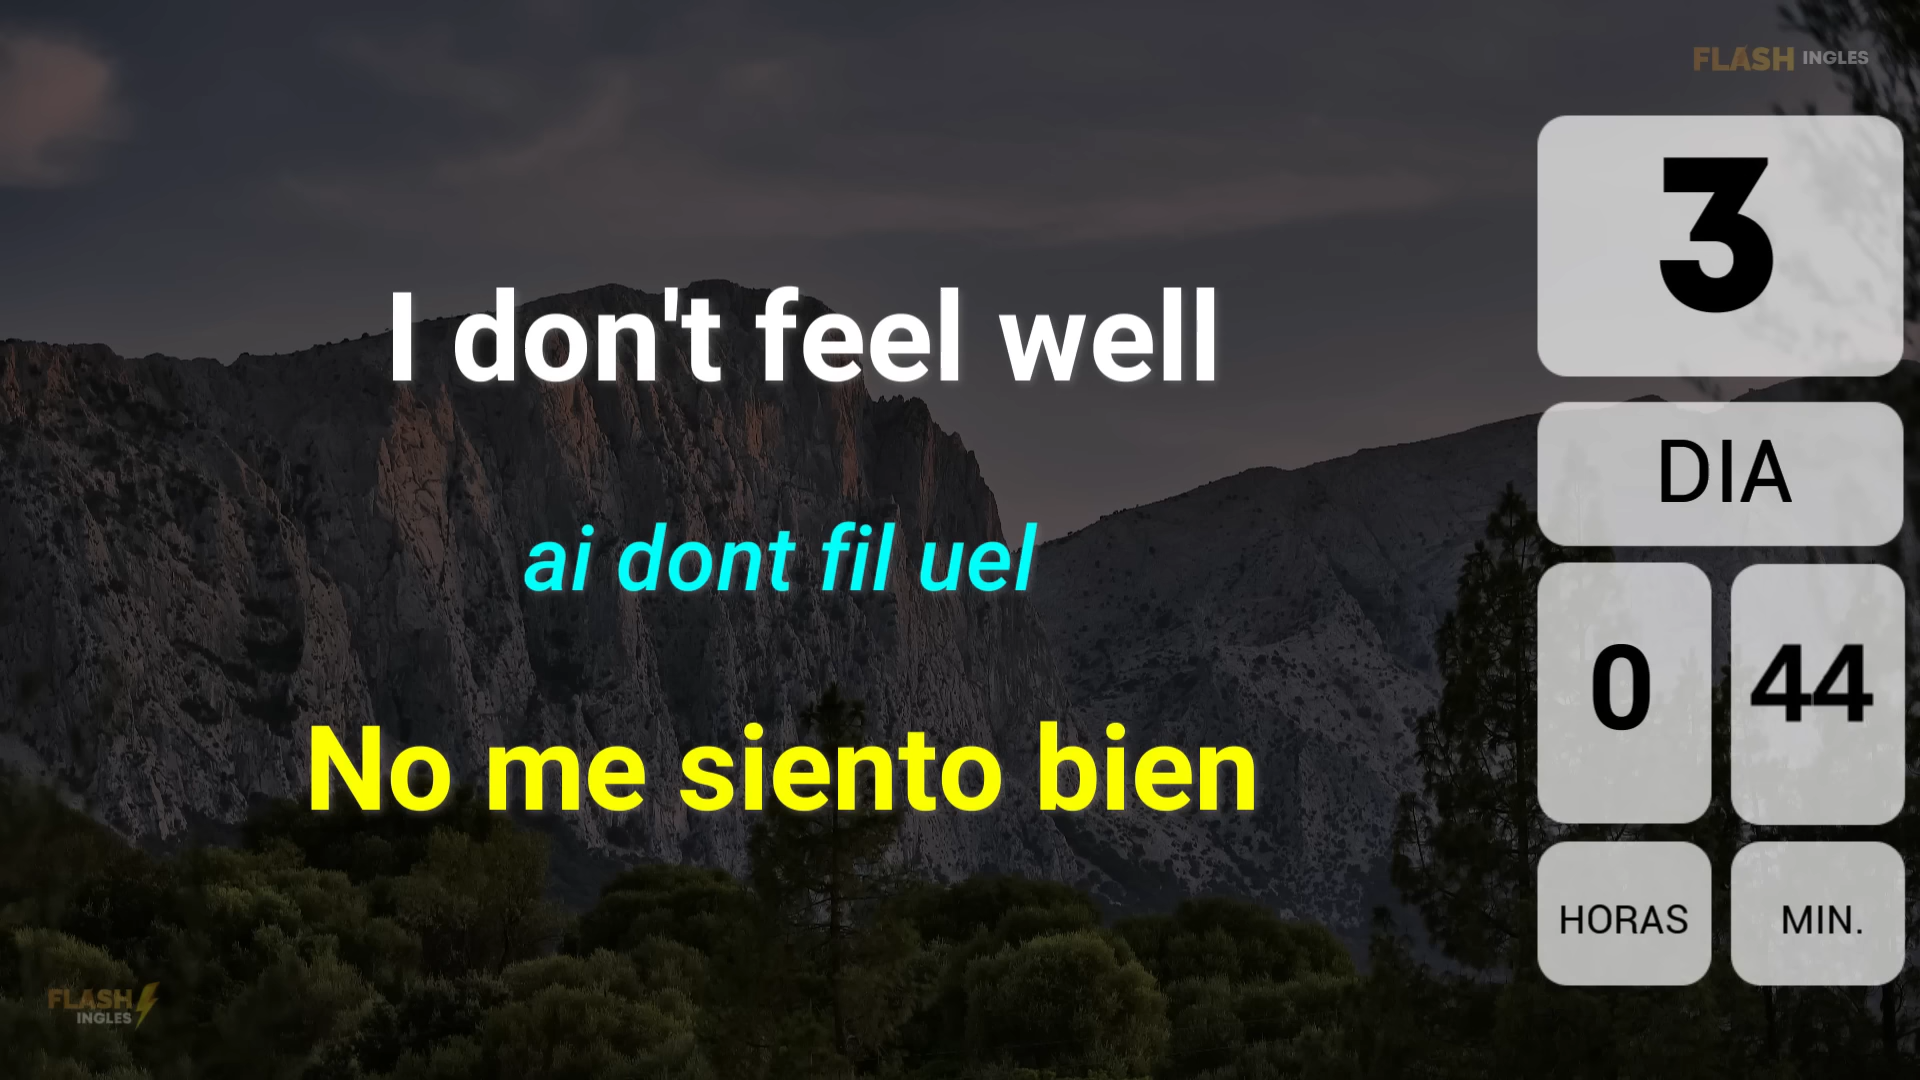 FLASH INGLES
3
I don't feel well
DIA
ai dont fil uel
0 44
No me siento bien
HORAS MIN.
FLASH
INGLES